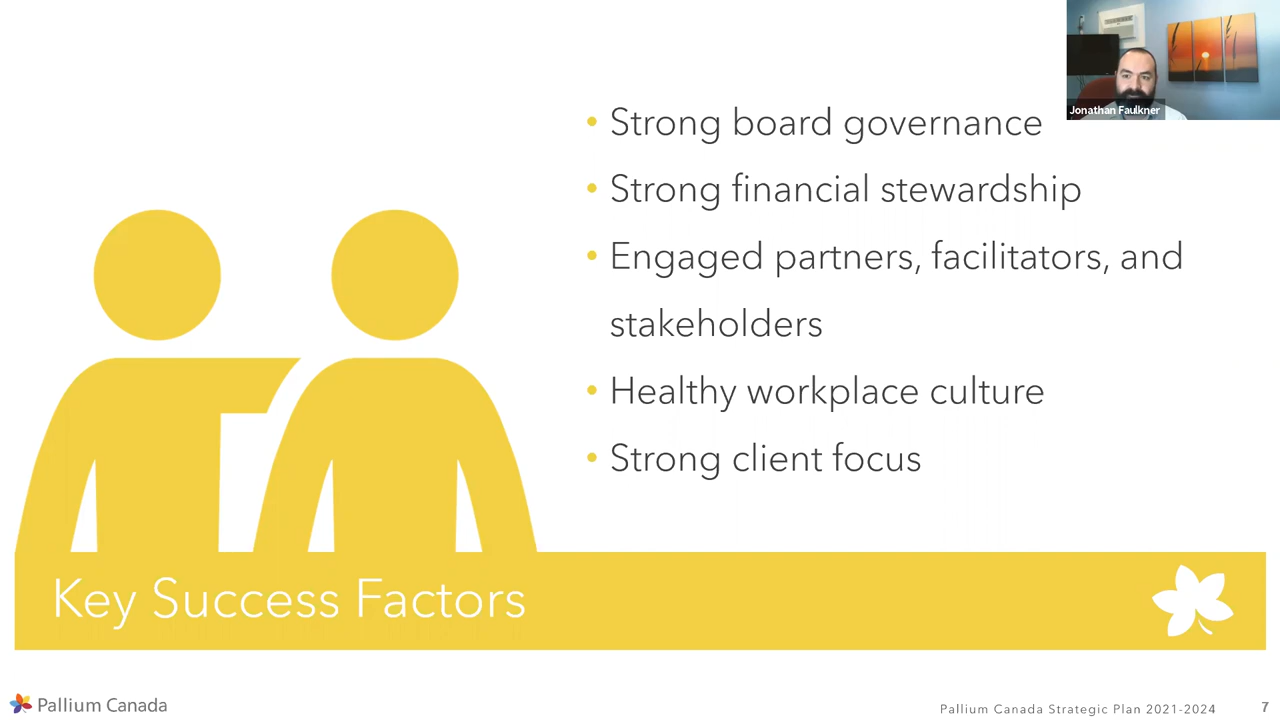 Jonathan Faulkner
• Strong board governance
• Strong financial stewardship
• Engaged partners, facilitators, and
stakeholders
• Healthy workplace culture
• Strong client focus
Key Success Factors
Pallium Canada
Pallium Canada Strategic Plan 2021-2024
7